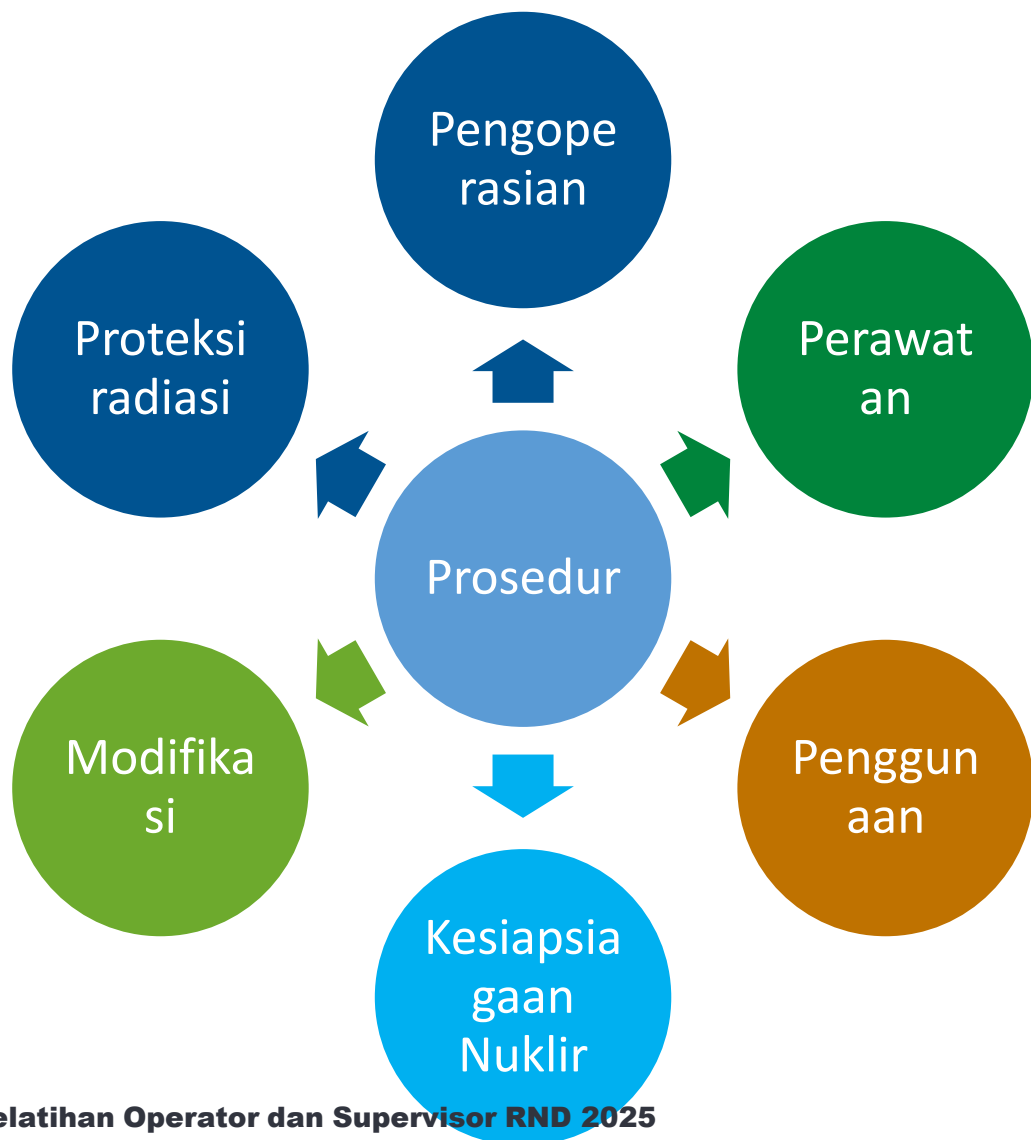 Pengope
rasian
Proteksi
radiasi
Perawat
an
Prosedur
Modifika
si
Penggun
aan
Kesiapsia
gaan
Nuklir
elatihan Operator dan Supervisor RND 2025